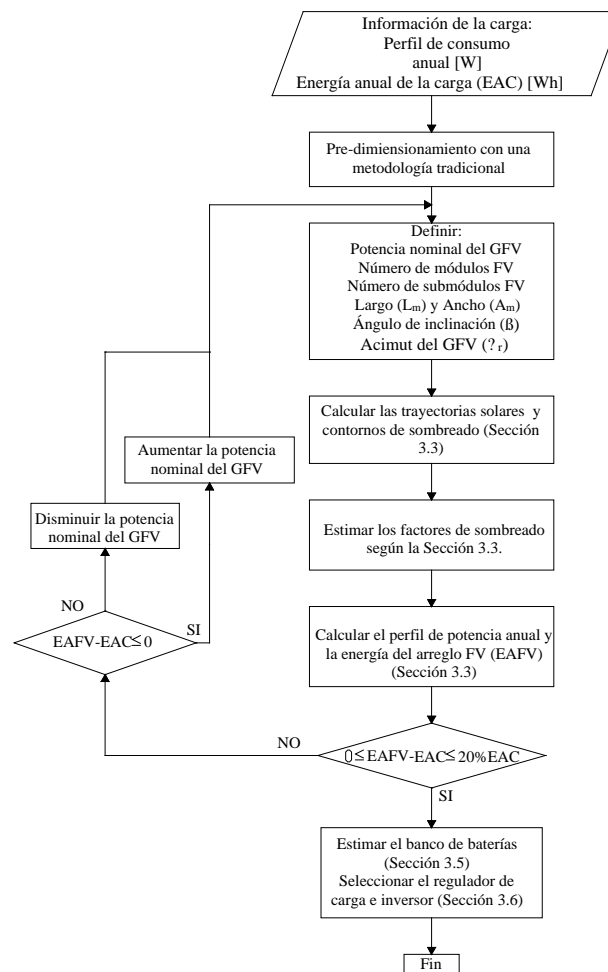 Información de la carga:
Perfil de consumo
anual [W]
Energía anual de la carga (EAC) [Wh]
Pre-dimiensionamiento con una
metodología tradicional
Definir:
Potencia nominal del GFV
Número de módulos FV
Número de submódulos FV
Largo (Lm) y Ancho (Am)
Ángulo de inclinación (ß)
Acimut del GFV (?r)
Calcular las trayectorias solares y
contornos de sombreado (Sección
3.3)
Aumentar la potencia
nominal del GFV
Disminuir la potencia
nominal del GFV
Estimar los factores de sombreado
según la Sección 3.3.
NO
EAFV-EAC≤0
SI
Calcular el perfil de potencia anual y
la energía del arreglo FV (EAFV)
(Sección 3.3)
NO
0≤EAFV-EAC≤20%EAC
SI
Estimar el banco de baterías
(Sección 3.5)
Seleccionar el regulador de
carga e inversor (Sección 3.6)
Fin